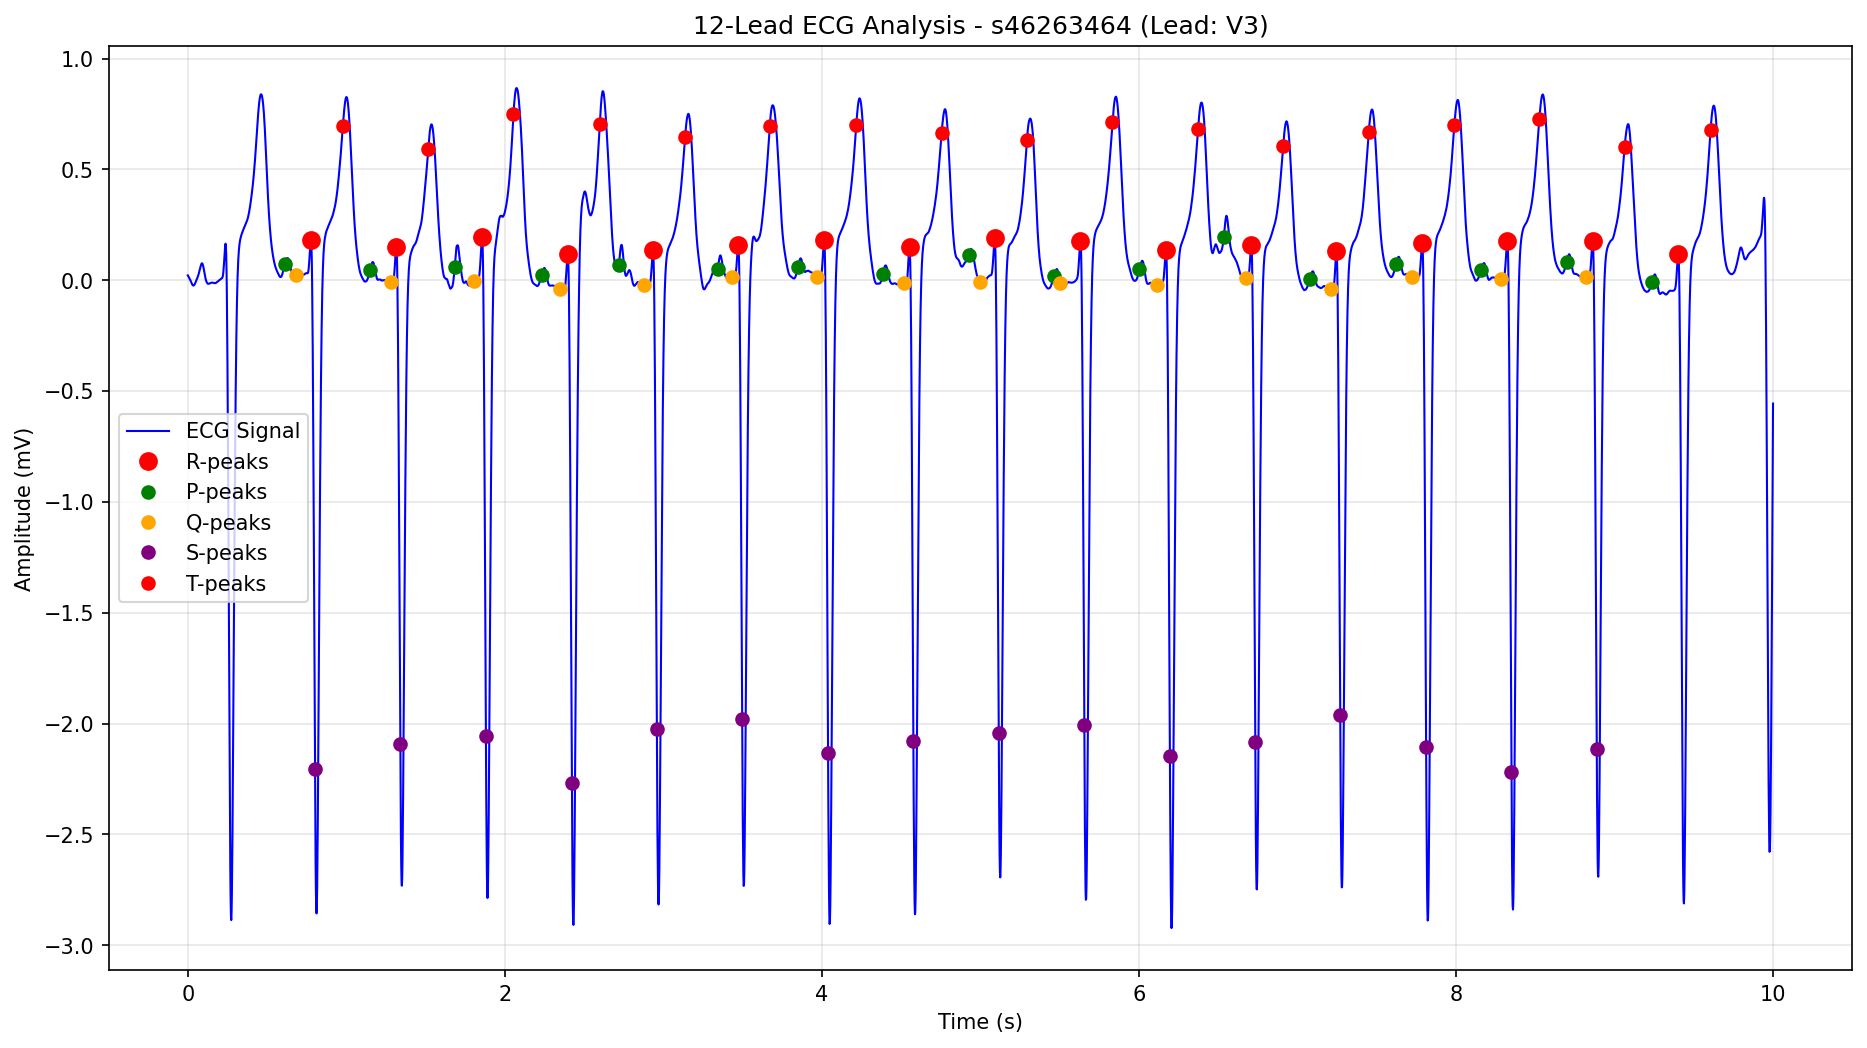 12-Lead ECG Analysis - s46263464 (Lead: V3)
Amplitude (mV)
1.0
0.5
0.0
−0.5
−1.0
−1.5
−2.0
−2.5
−3.0
ECG Signal
R-peaks
P-peaks
Q-peaks
S-peaks
T-peaks
0 2 4 6 8 10
Time (s)